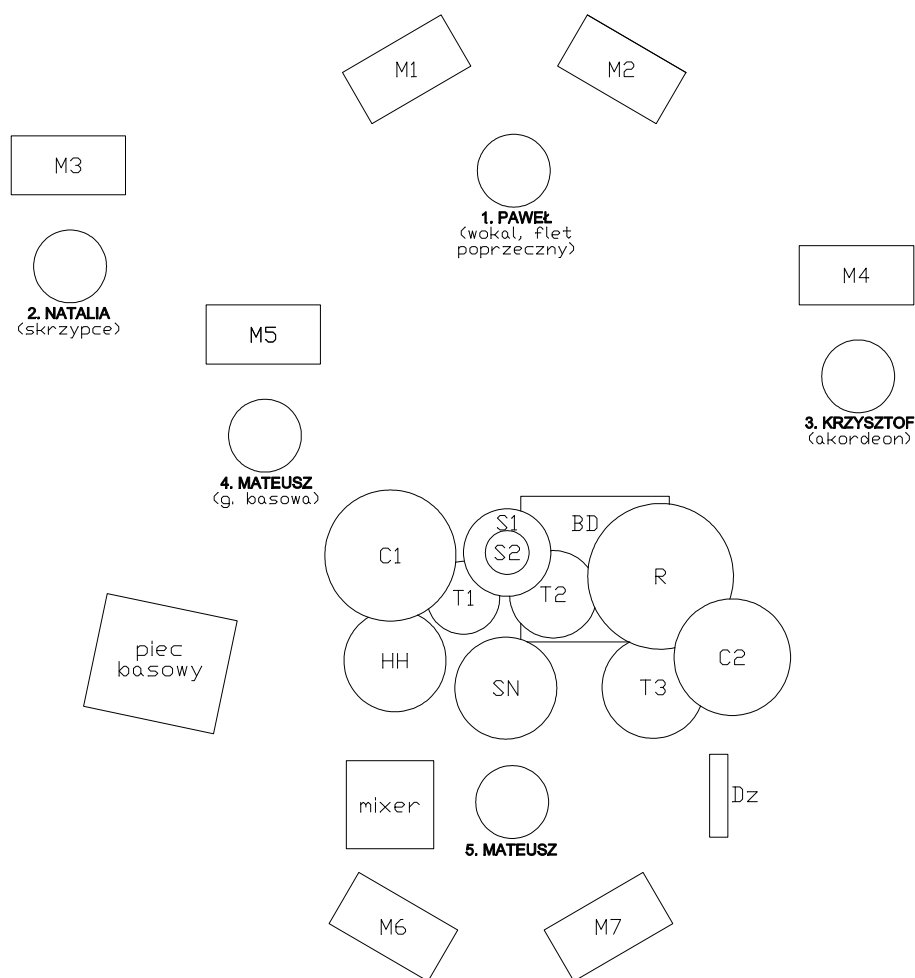 M1
M2
M3
1. PAWEŁ
(wokal, flet
poprzeczny)
M4
2. NATALIA
(skrzypce)
M5
3. KRZYSZTOF
(akordeon)
4. MATEUSZ
(g. basowa)
S1
BD
C1
S2
R
T1
T2
piec
basowy
HH
C2
SN
T3
mixer
Dz
5. MATEUSZ
M6
M7